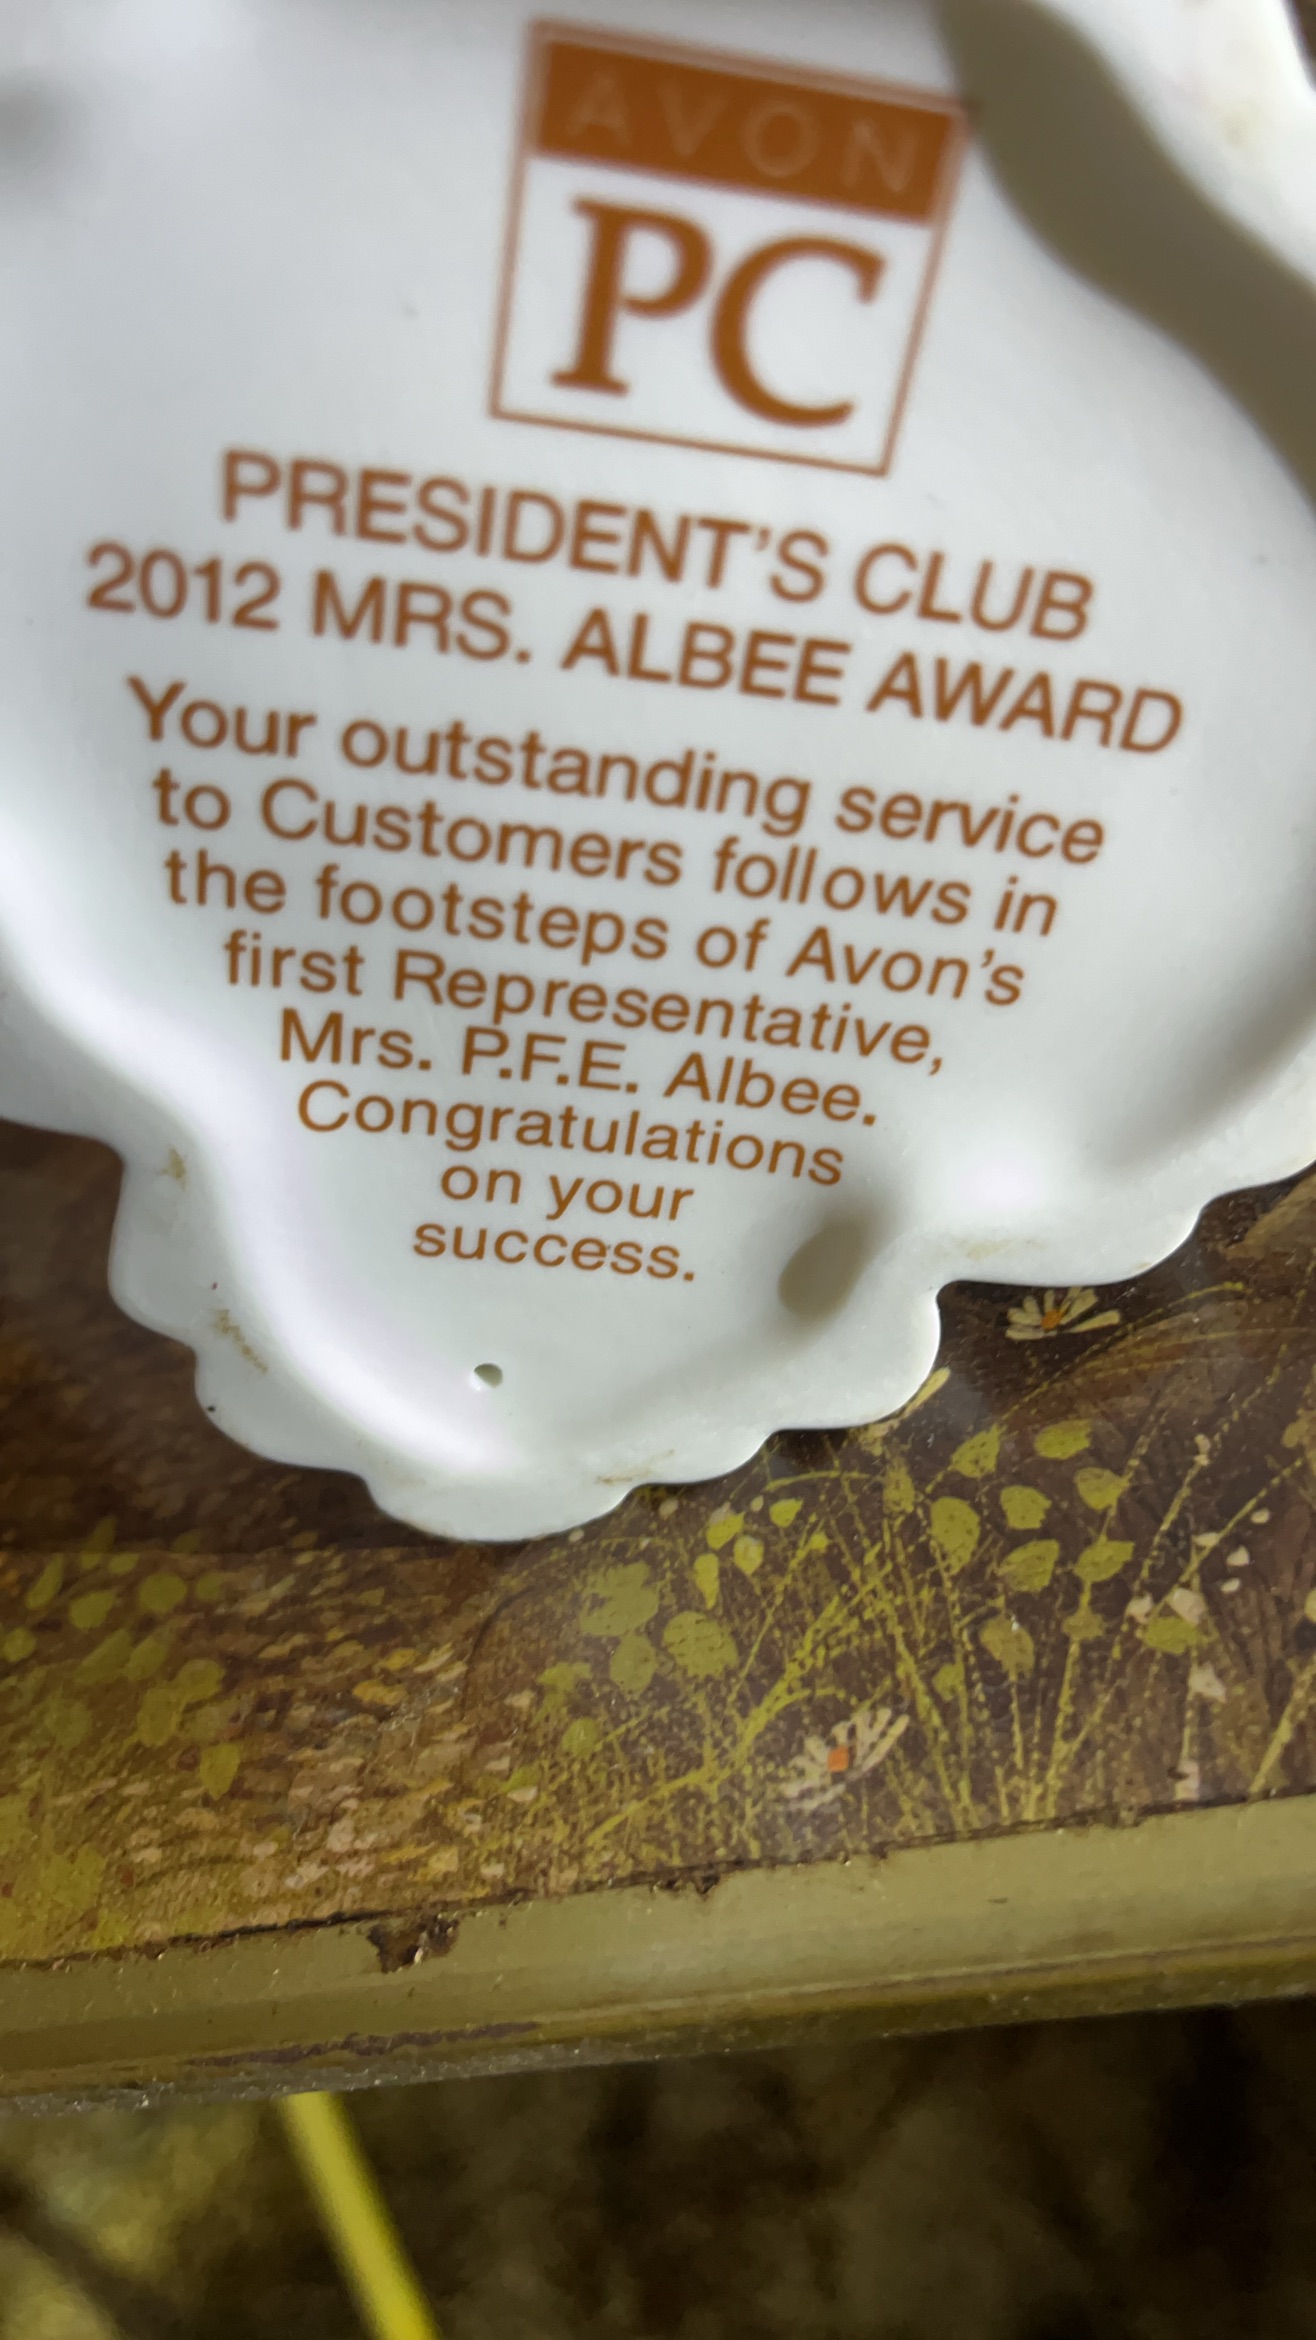 AVON
PC
PRESIDENT'S CLUB
2012 MRS. ALBEE AWARD
Your outstanding service
to Customers follows in
the footsteps of Avon's
first Representative,
Mrs. P.F.E. Albee.
Congratulations
on your
success.